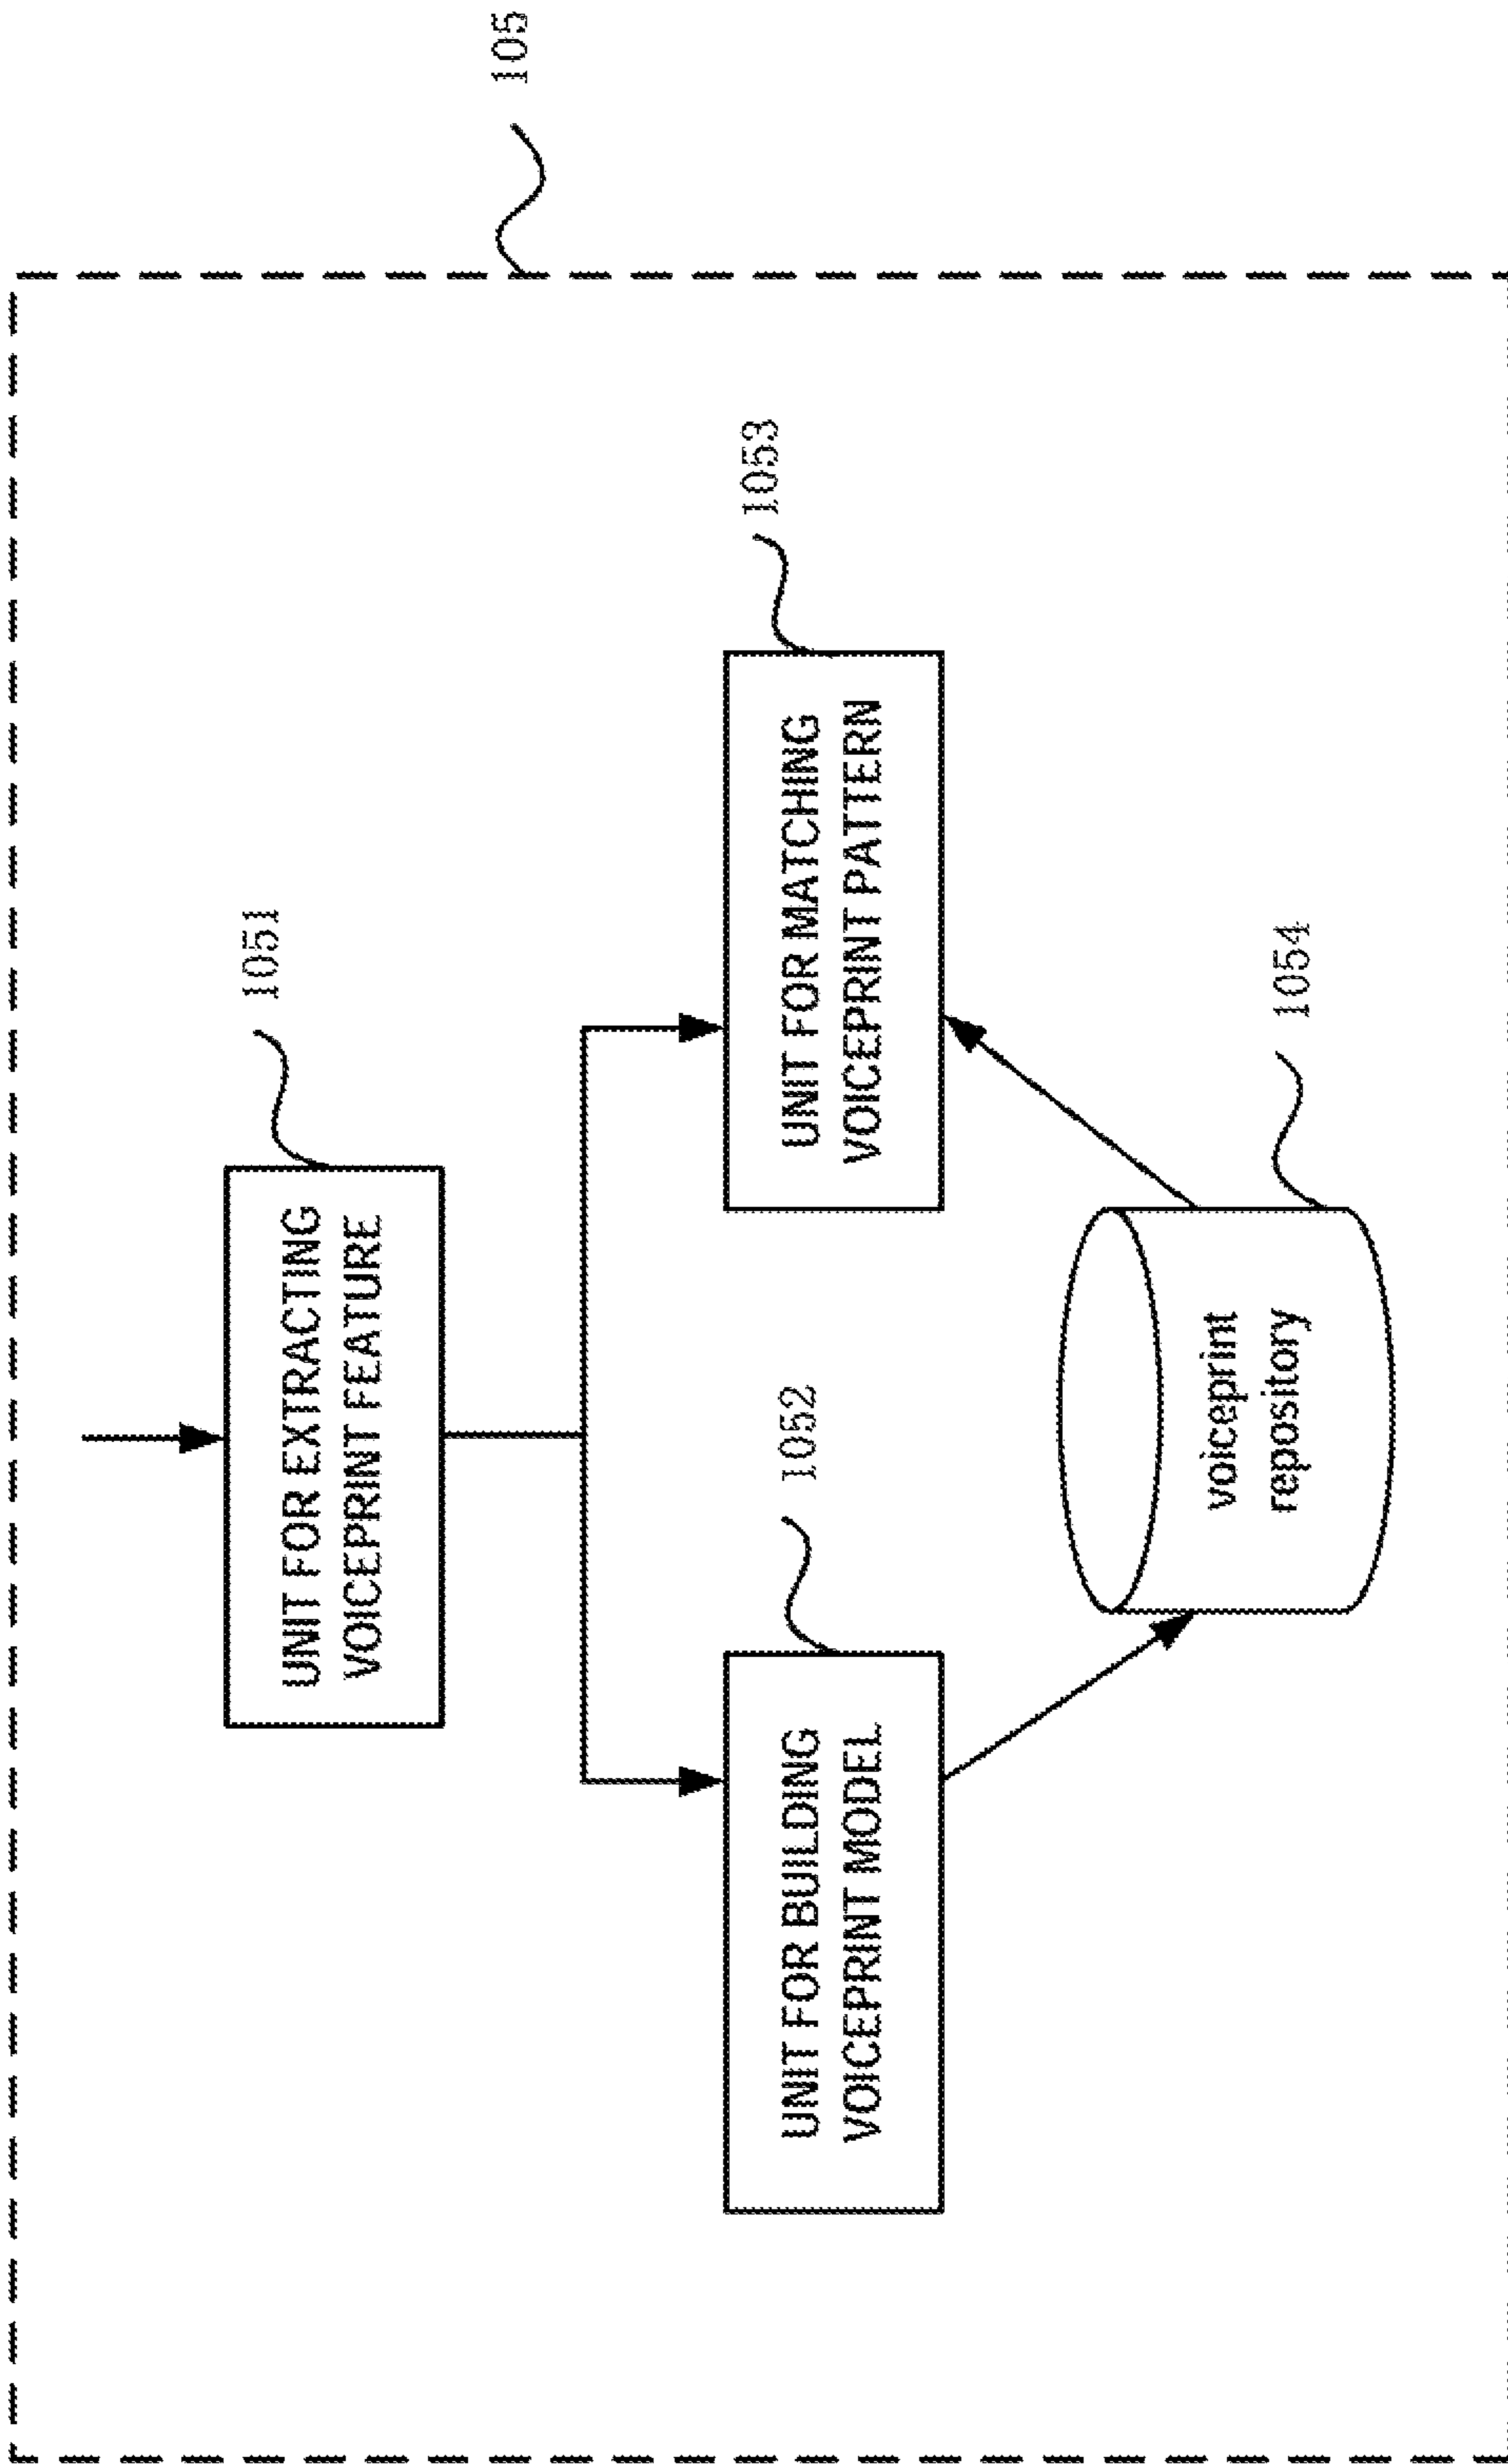 105
1051
UNIT FOR EXTRACTING
VOICEPRINT FEATURE
1052
UNIT FOR BUILDING
VOICEPRINT MODEL
1053
UNIT FOR MATCHING
VOICEPRINT PATTERN
1054
voiceprint
repository